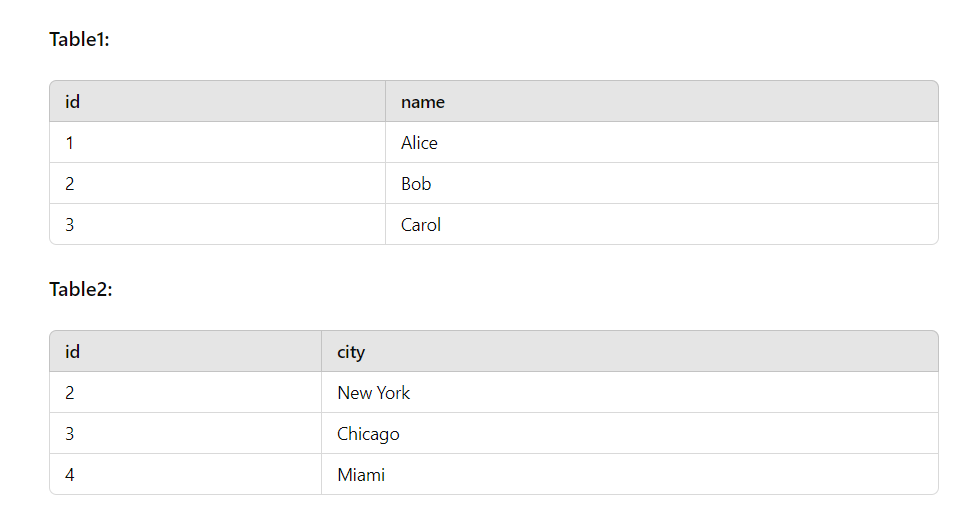 Table1:
id name
1 Alice
2 Bob
3 Carol
Table2:
id city
2 New York
3 Chicago
4 Miami